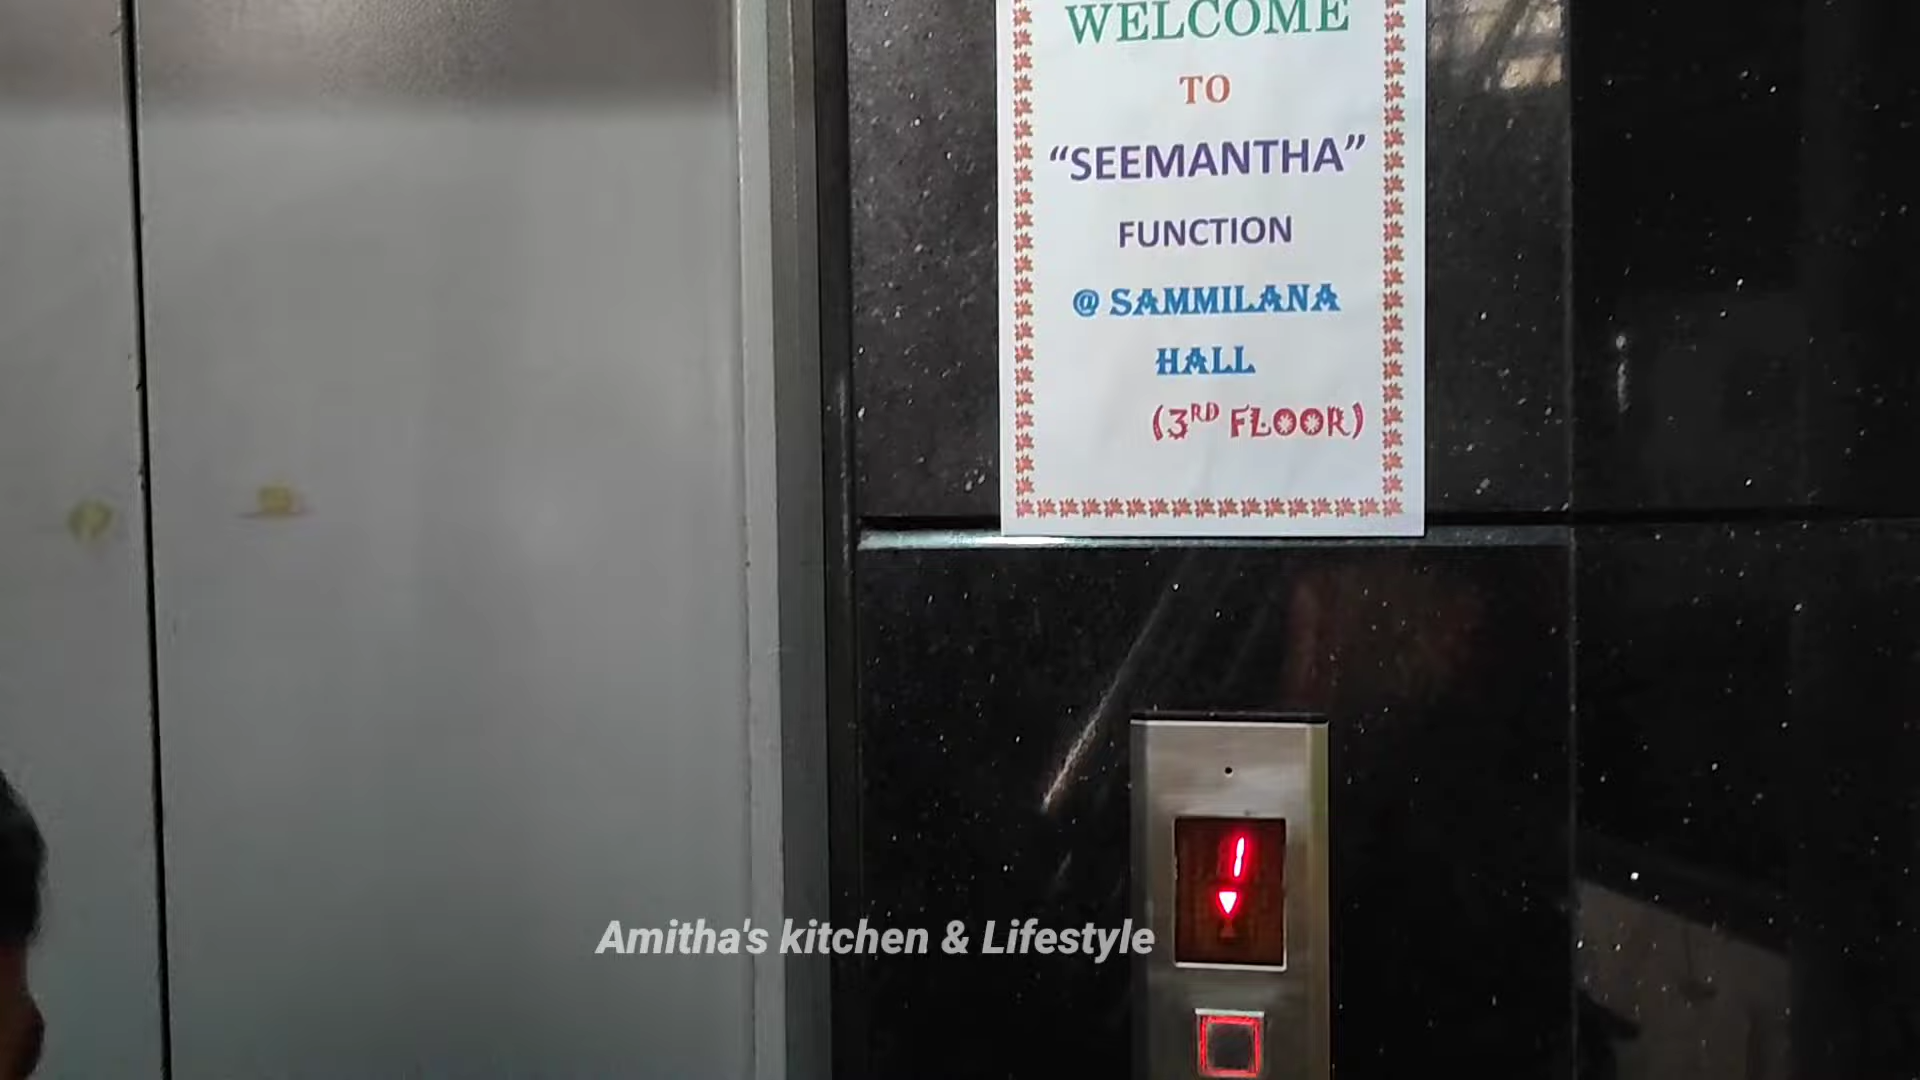 WELCOME
TO
“SEEMANTHA”
FUNCTION
@ SAMMILANA
HALL
(3RD FLOOR)
1
Amitha's kitchen & Lifestyle